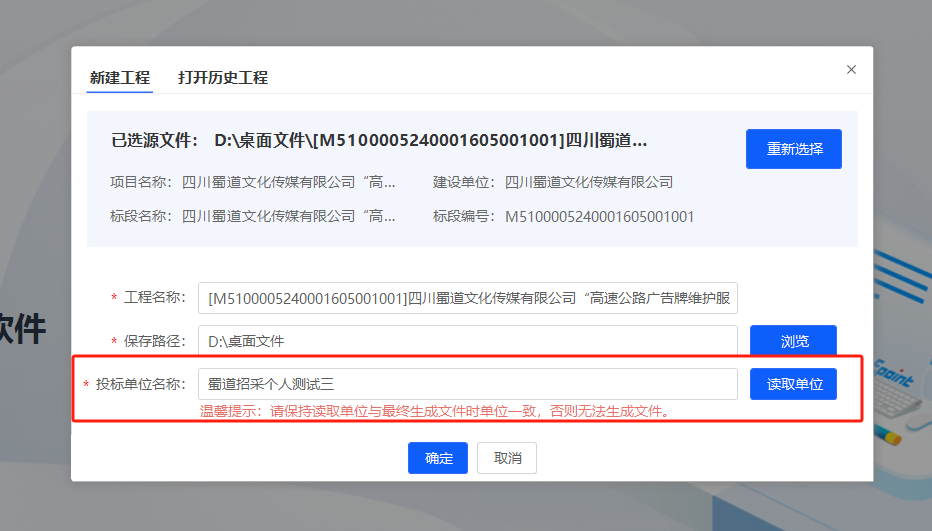 新建工程 打开历史工程
已选源文件： D:\桌面文件\[M5100005240001605001001]四川蜀道...
重新选择
项目名称： 四川蜀道文化传媒有限公司“高... 建设单位： 四川蜀道文化传媒有限公司
标段名称： 四川蜀道文化传媒有限公司“高... 标段编号： M5100005240001605001001
* 工程名称： [M5100005240001605001001]四川蜀道文化传媒有限公司“高速公路广告牌维护服
软件
* 保存路径： D:\桌面文件 浏览
* 投标单位名称： 蜀道招采个人测试三 读取单位
Epoint
温馨提示：请保持读取单位与最终生成文件时单位一致，否则无法生成文件。
确定 取消